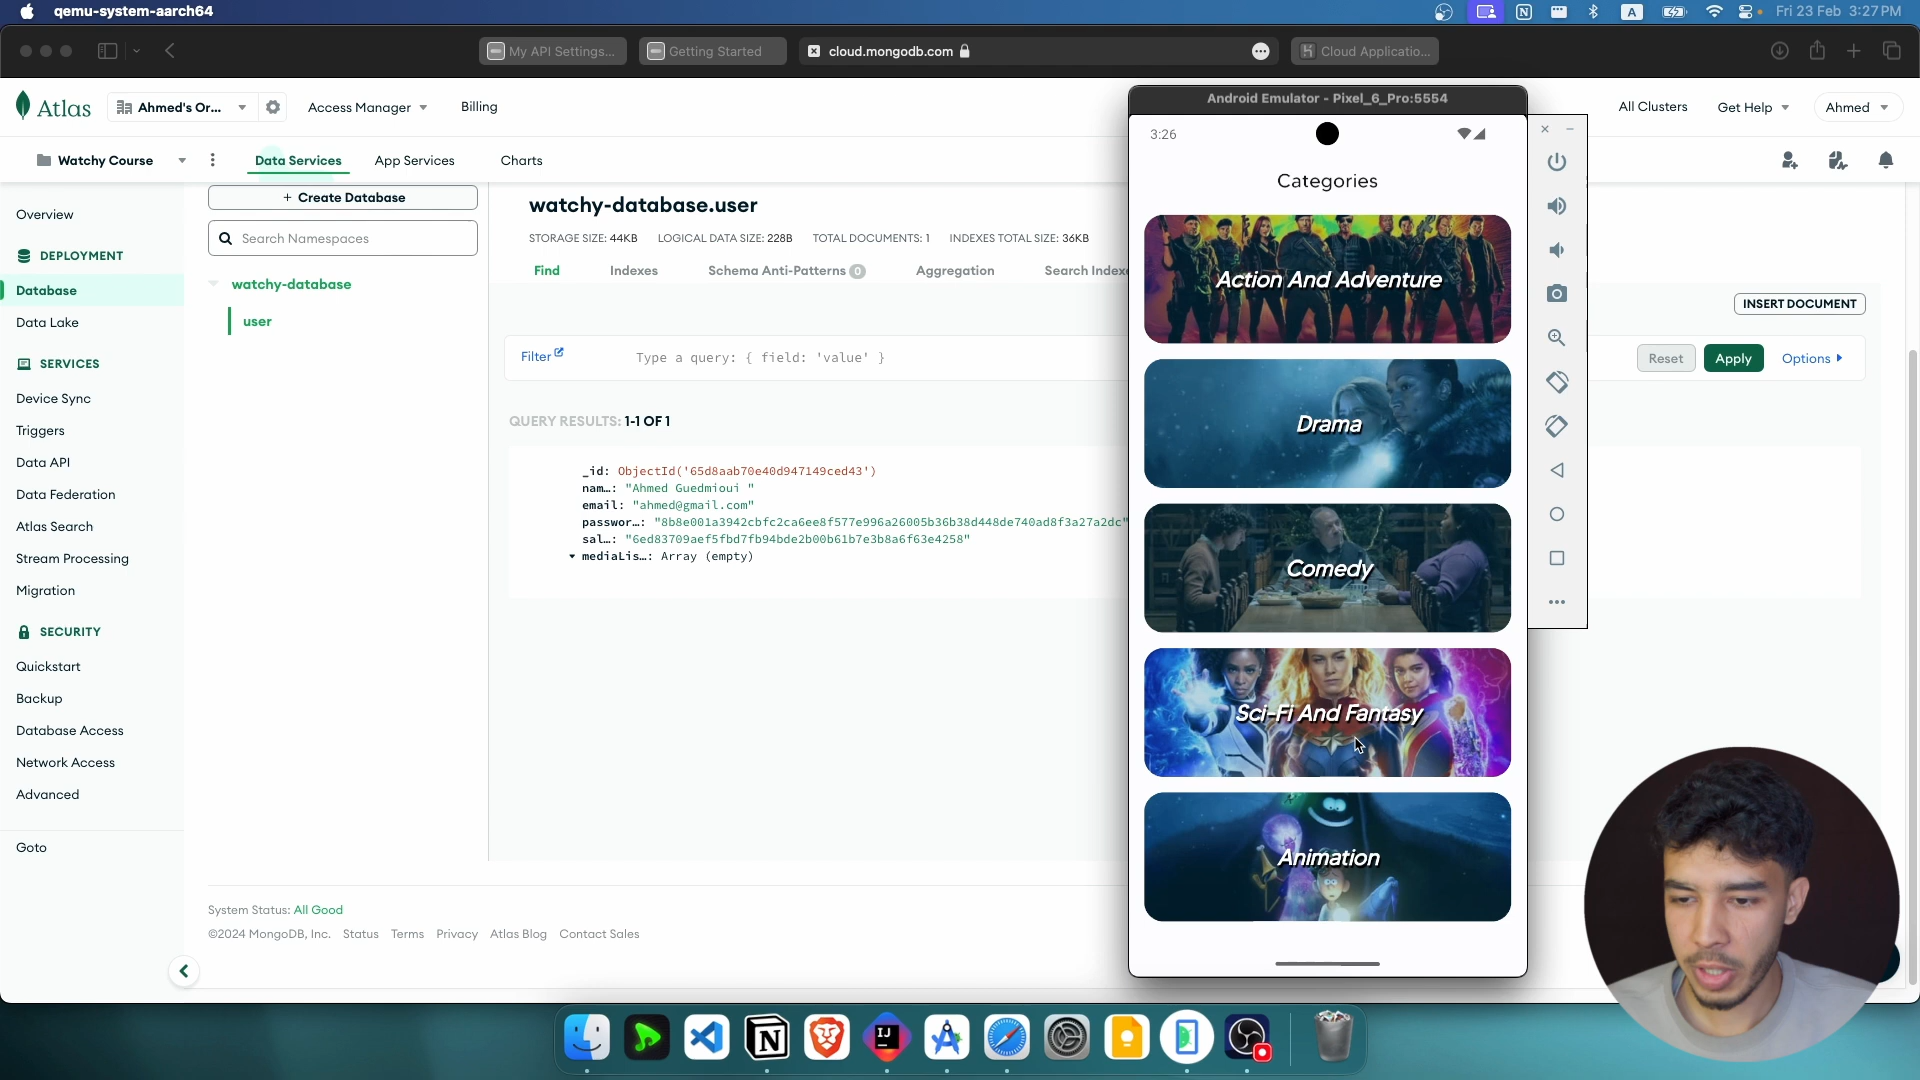 qemu-system-aarch64
Fri 23 Feb 3:27 PM
My API Settings...
Getting Started
cloud.mongodb.com
Cloud Applicatio...
Atlas
Ahmed's Or...
Access Manager
Billing
All Clusters
Get Help
Ahmed
Watchy Course
Data Services
App Services
Charts
Overview
DEPLOYMENT
Database
Data Lake
SERVICES
Device Sync
Triggers
Data API
Data Federation
Atlas Search
Stream Processing
Migration
SECURITY
Quickstart
Backup
Database Access
Network Access
Advanced
Goto
+ Create Database
Search Namespaces
watchy-database
user
watchy-database.user
STORAGE SIZE: 44KB LOGICAL DATA SIZE: 228B TOTAL DOCUMENTS: 1 INDEXES TOTAL SIZE: 36KB
Find Indexes Schema Anti-Patterns 0 Aggregation Search Indexe
INSERT DOCUMENT
Filter
Type a query: { field: 'value' }
Reset
Apply
Options
QUERY RESULTS: 1-1 OF 1
_id: ObjectId('65d8aab70e40d947149ced43')
nam…: "Ahmed Guedmioui "
email: "ahmed@gmail.com"
passwor…: "8b8e001a3942cbfc2ca6ee8f577e996a26005b36b38d448de740ad8f3a27a2dc"
sal…: "6ed83709aef5fbd7fb94bde2b00b61b7e3b8a6f63e4258"
mediaLis…: Array (empty)
System Status: All Good
©2024 MongoDB, Inc. Status Terms Privacy Atlas Blog Contact Sales
Android Emulator - Pixel_6_Pro:5554
3:26
Categories
Action And Adventure
Drama
Comedy
Sci-Fi And Fantasy
Animation